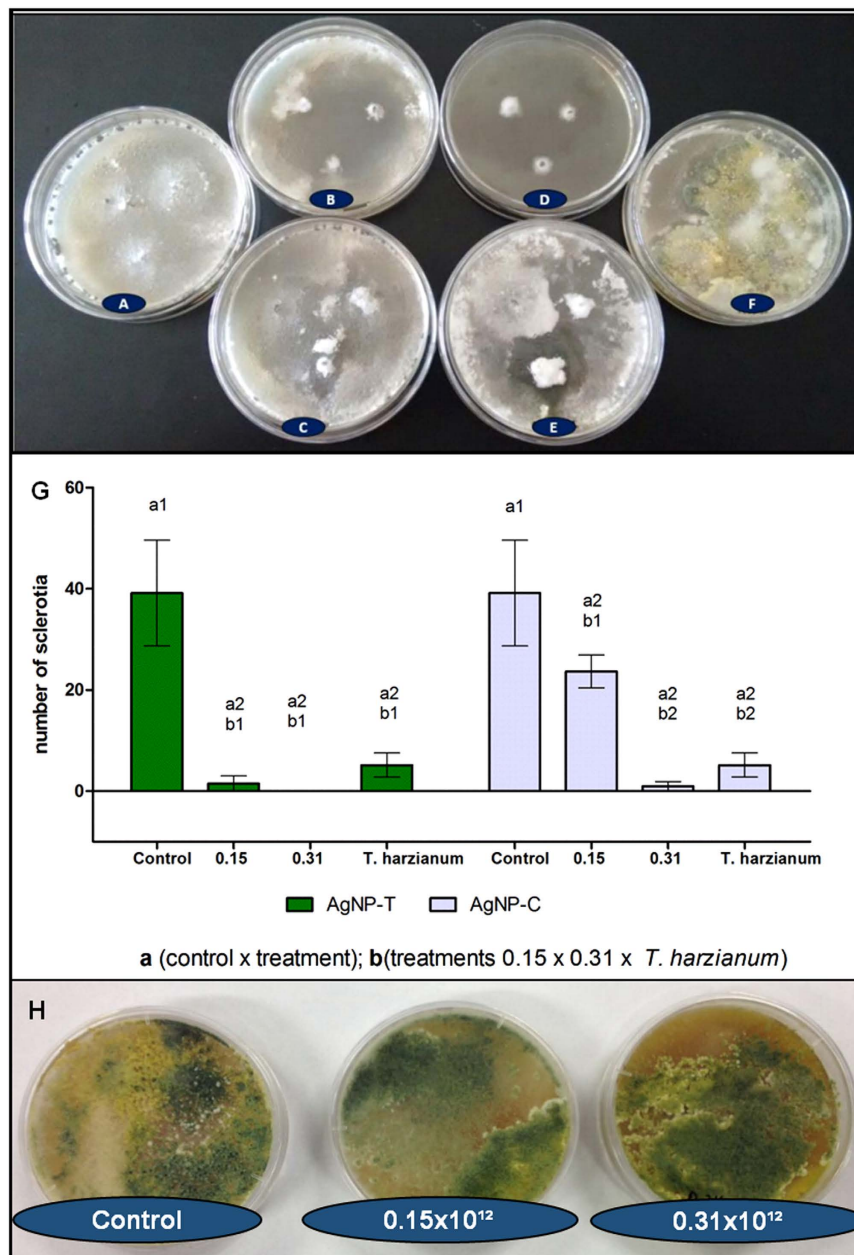 A
B
C
D
E
F
G
number of sclerotia
60
40
20
0
a1
a2
b1
a2
b1
a2
b1
a1
a2
b1
a2
b2
a2
b2
Control 0.15 0.31 T. harzianum Control 0.15 0.31 T. harzianum
AgNP-T AgNP-C
a (control x treatment); b(treatments 0.15 x 0.31 x T. harzianum)
H
Control 0.15x10¹² 0.31x10¹²